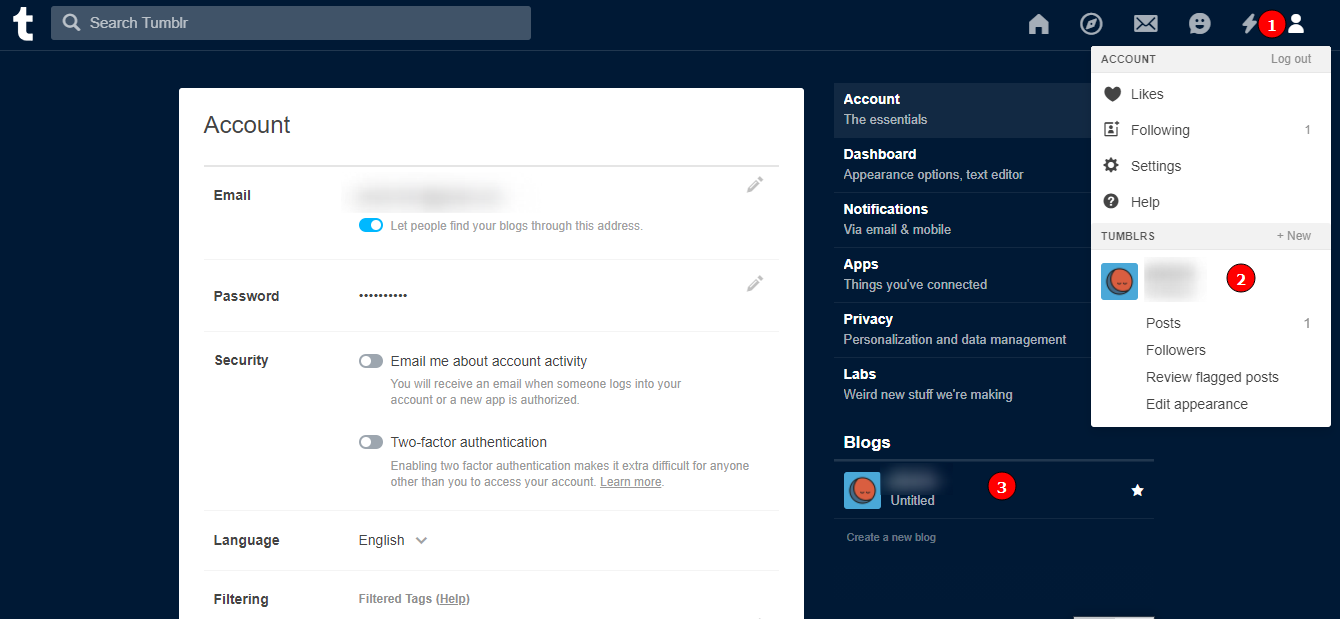 t
Search Tumblr
1
Account
Email
Let people find your blogs through this address.
Password
••••••••••
Security
Email me about account activity
You will receive an email when someone logs into your
account or a new app is authorized.
Two-factor authentication
Enabling two factor authentication makes it extra difficult for anyone
other than you to access your account. Learn more.
Language
English
Filtering
Filtered Tags (Help)
Account
The essentials
Dashboard
Appearance options, text editor
Notifications
Via email & mobile
Apps
Things you've connected
Privacy
Personalization and data management
Labs
Weird new stuff we're making
Blogs
Untitled
3
Create a new blog
ACCOUNT Log out
Likes
Following 1
Settings
Help
TUMBLRS + New
2
Posts 1
Followers
Review flagged posts
Edit appearance